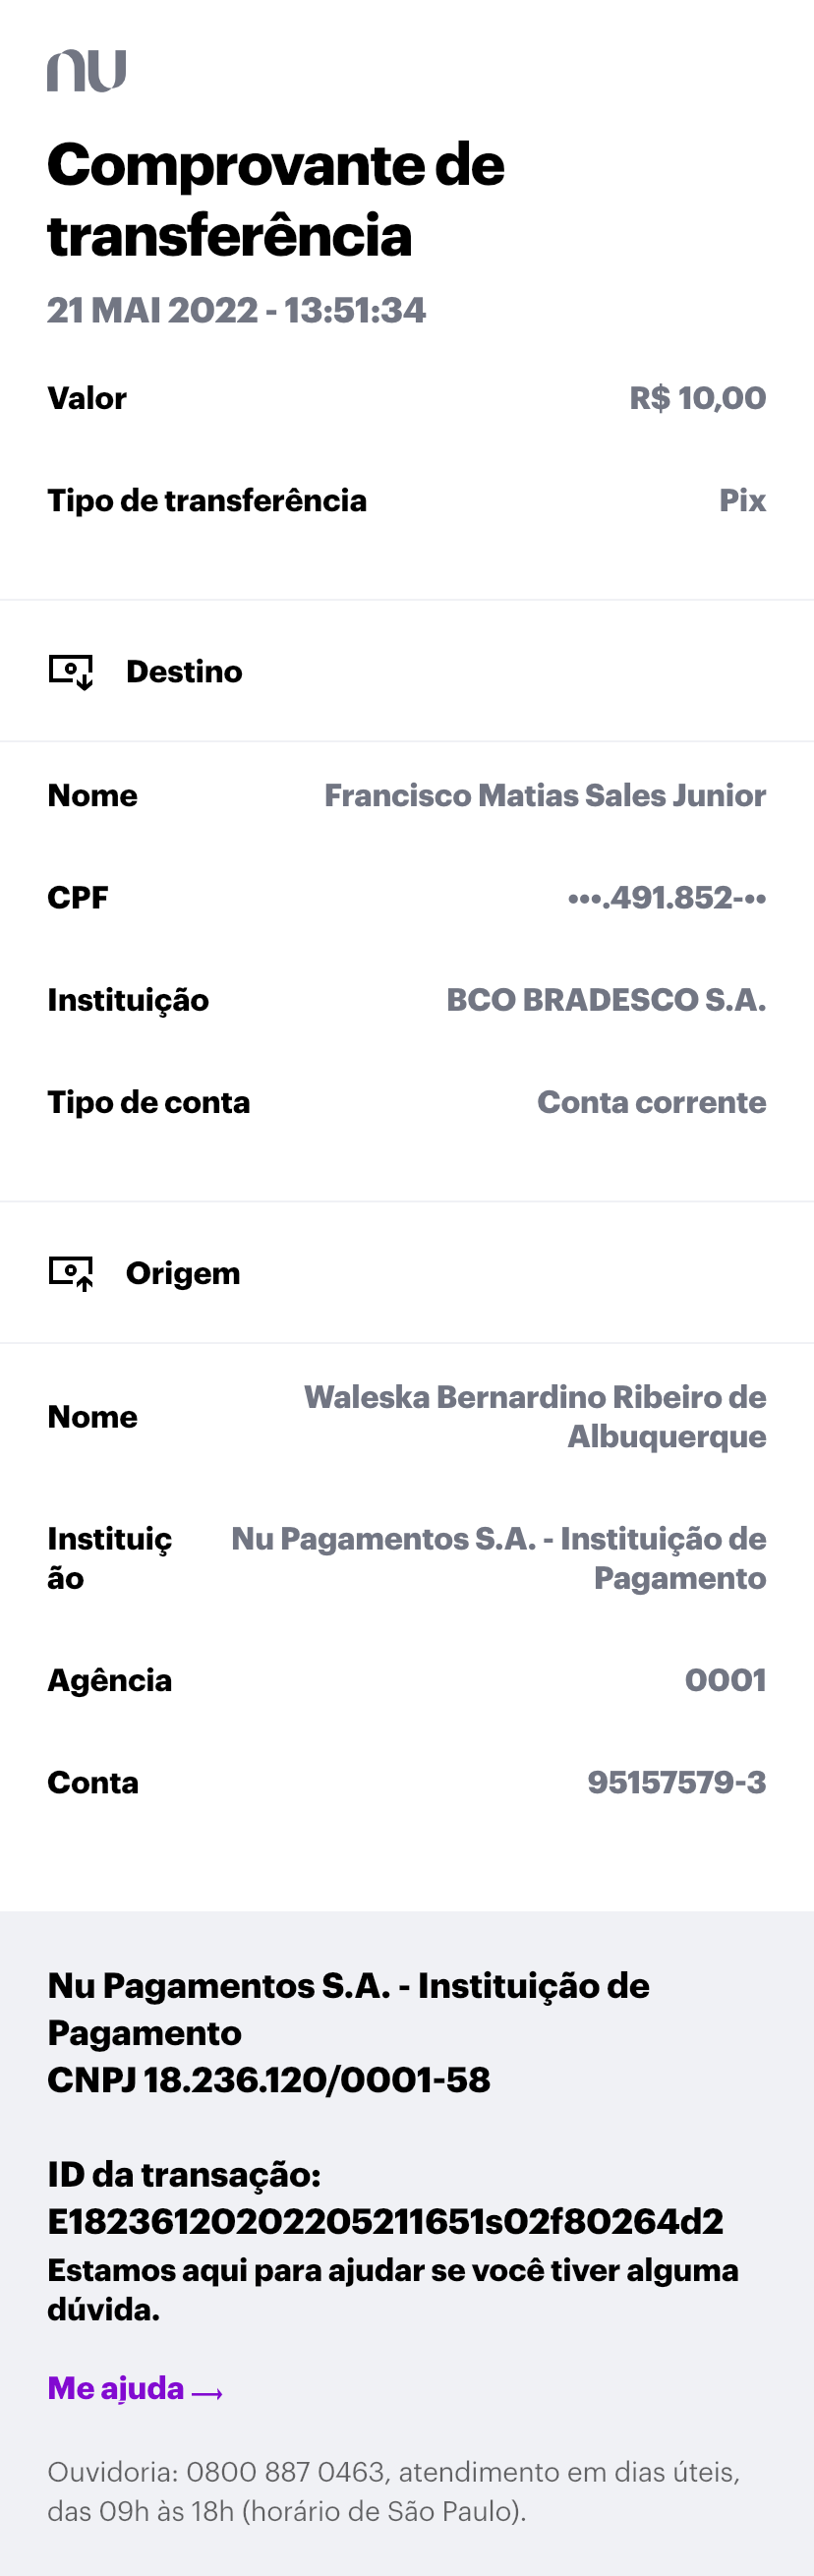 nu
Comprovante de
transferência
21 MAI 2022 - 13:51:34
Valor R$ 10,00
Tipo de transferência Pix
Destino
Nome Francisco Matias Sales Junior
CPF •••.491.852-••
Instituição BCO BRADESCO S.A.
Tipo de conta Conta corrente
Origem
Nome Waleska Bernardino Ribeiro de
Albuquerque
Instituiç Nu Pagamentos S.A. - Instituição de
ão Pagamento
Agência 0001
Conta 95157579-3
Nu Pagamentos S.A. - Instituição de
Pagamento
CNPJ 18.236.120/0001-58
ID da transação:
E18236120202205211651s02f80264d2
Estamos aqui para ajudar se você tiver alguma
dúvida.
Me ajuda →
Ouvidoria: 0800 887 0463, atendimento em dias úteis,
das 09h às 18h (horário de São Paulo).